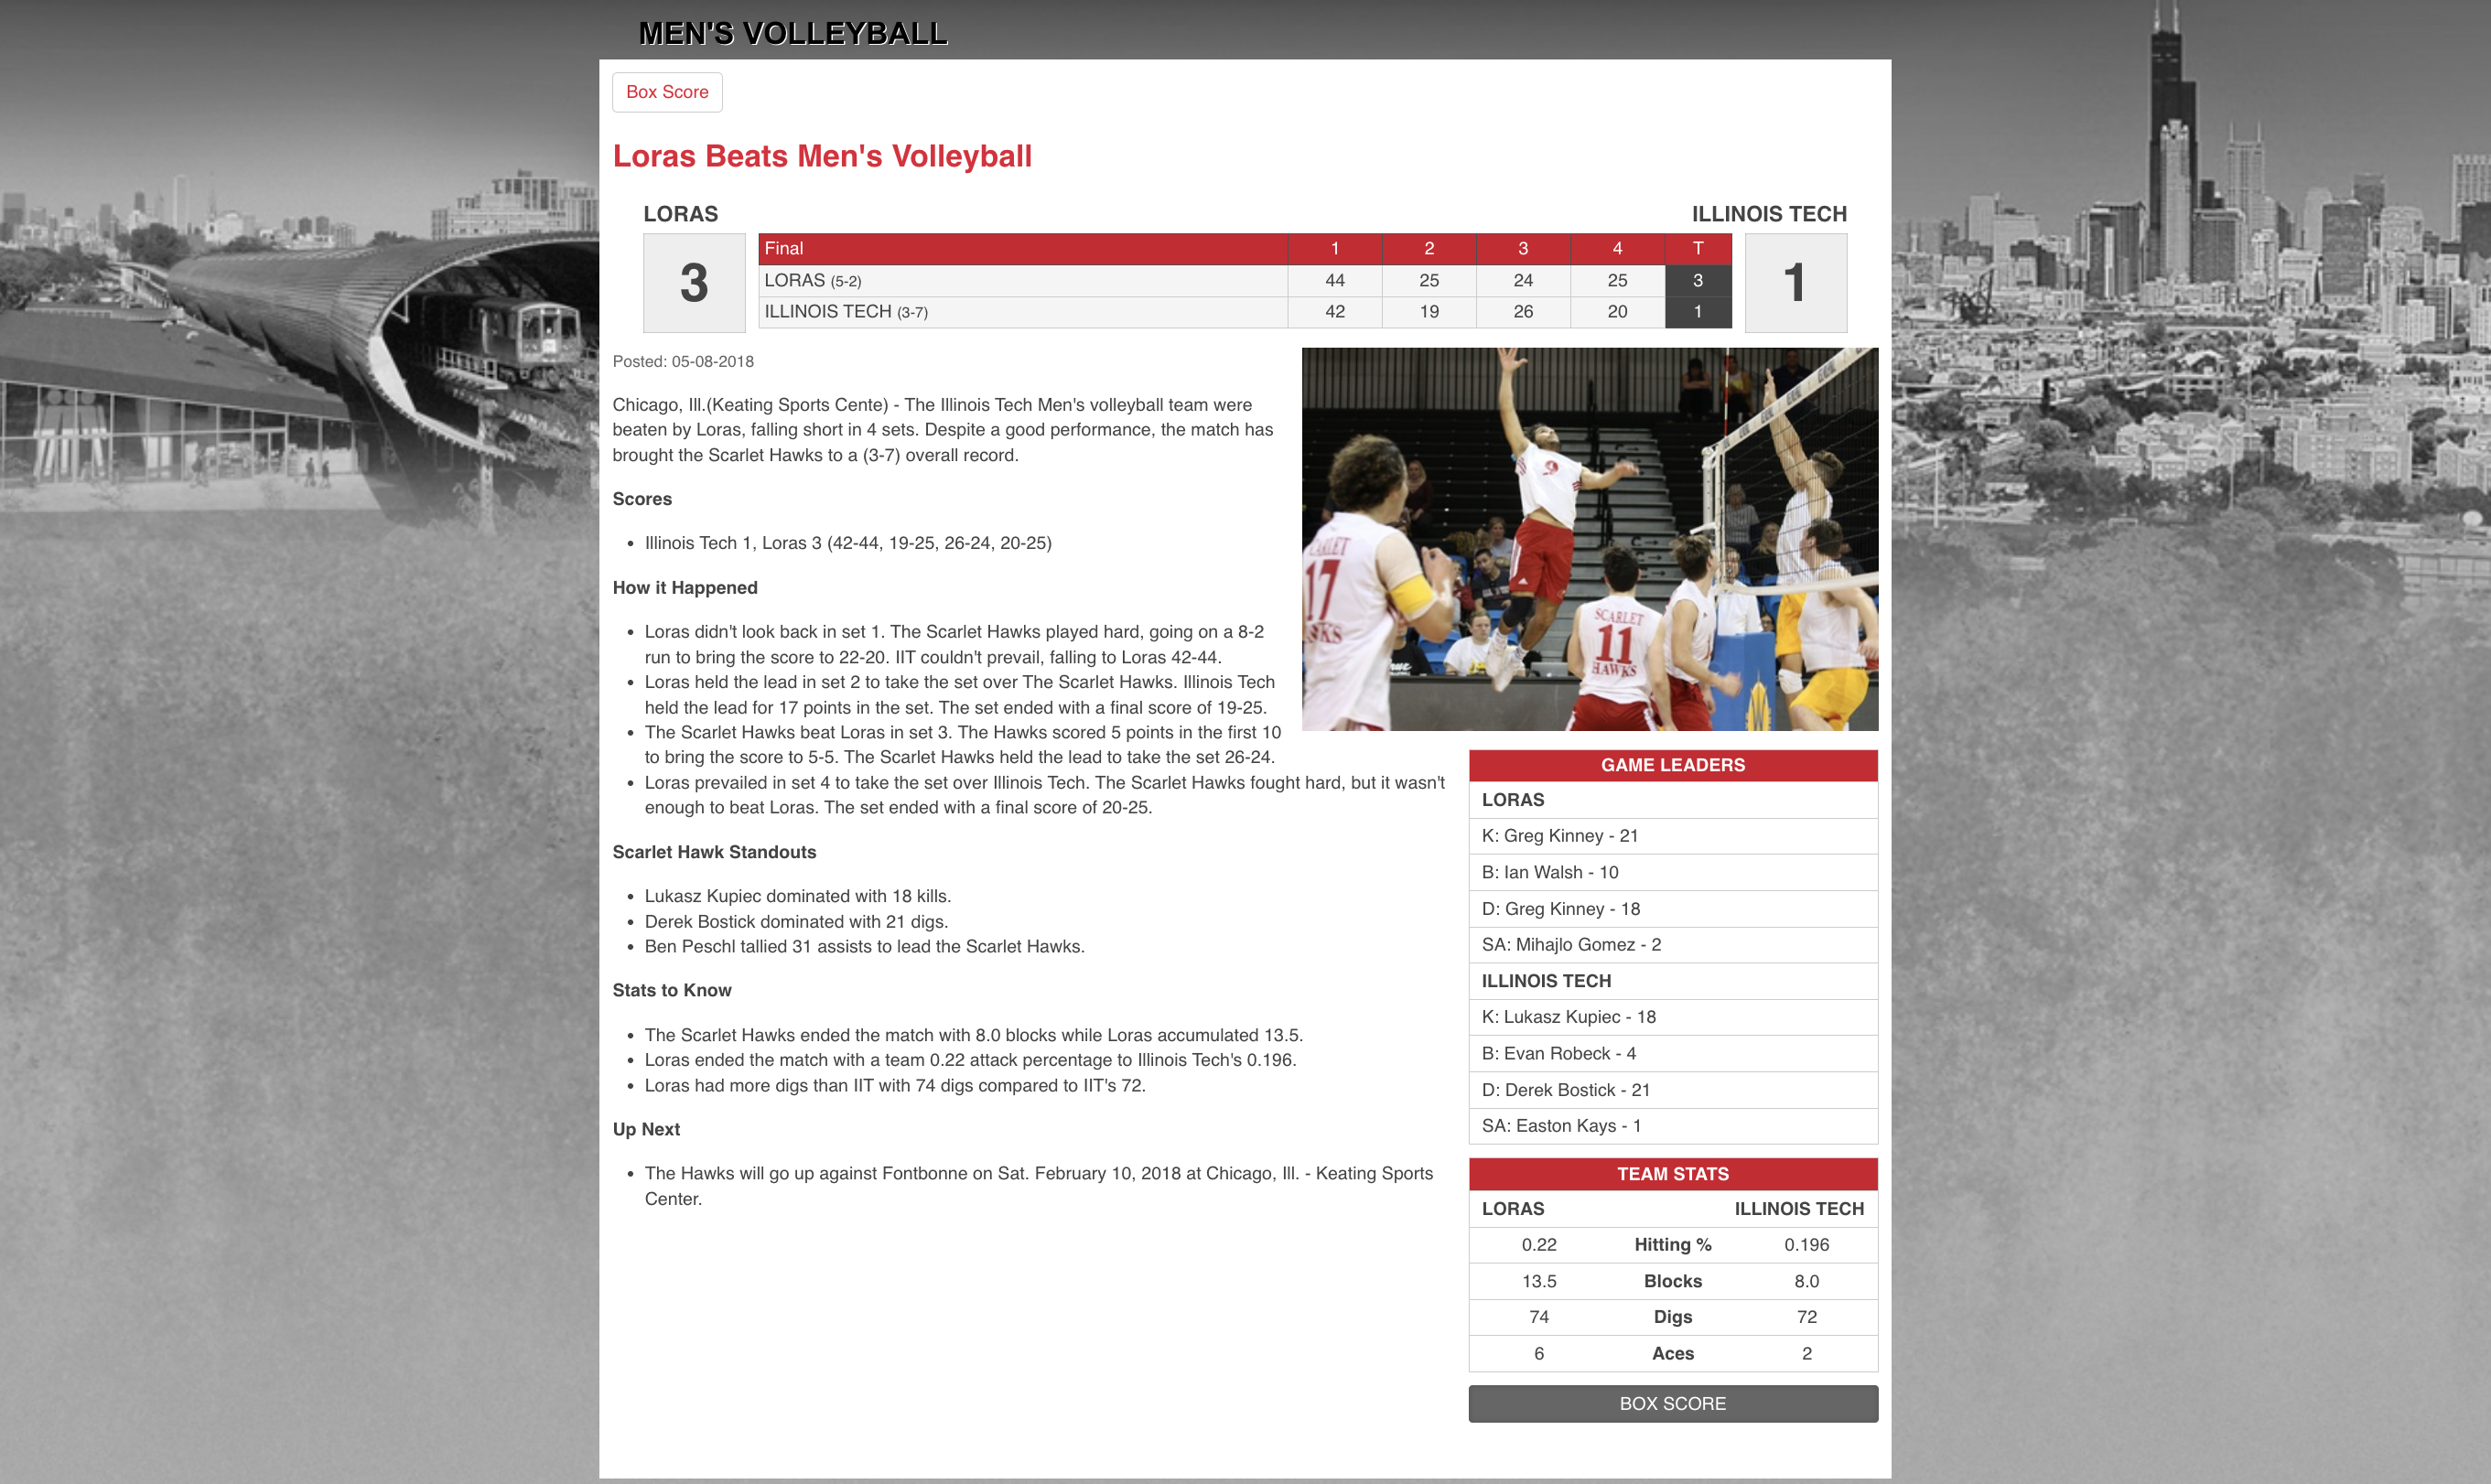 MEN'S VOLLEYBALL
Box Score
Loras Beats Men's Volleyball
LORAS
ILLINOIS TECH
3
Final 1 2 3 4 T
LORAS (5-2) 44 25 24 25 3
ILLINOIS TECH (3-7) 42 19 26 20 1
1
Posted: 05-08-2018
Chicago, Ill.(Keating Sports Cente) - The Illinois Tech Men's volleyball team were
beaten by Loras, falling short in 4 sets. Despite a good performance, the match has
brought the Scarlet Hawks to a (3-7) overall record.
Scores
• Illinois Tech 1, Loras 3 (42-44, 19-25, 26-24, 20-25)
How it Happened
• Loras didn't look back in set 1. The Scarlet Hawks played hard, going on a 8-2
run to bring the score to 22-20. IIT couldn't prevail, falling to Loras 42-44.
• Loras held the lead in set 2 to take the set over The Scarlet Hawks. Illinois Tech
held the lead for 17 points in the set. The set ended with a final score of 19-25.
• The Scarlet Hawks beat Loras in set 3. The Hawks scored 5 points in the first 10
to bring the score to 5-5. The Scarlet Hawks held the lead to take the set 26-24.
• Loras prevailed in set 4 to take the set over Illinois Tech. The Scarlet Hawks fought hard, but it wasn't
enough to beat Loras. The set ended with a final score of 20-25.
Scarlet Hawk Standouts
• Lukasz Kupiec dominated with 18 kills.
• Derek Bostick dominated with 21 digs.
• Ben Peschl tallied 31 assists to lead the Scarlet Hawks.
Stats to Know
• The Scarlet Hawks ended the match with 8.0 blocks while Loras accumulated 13.5.
• Loras ended the match with a team 0.22 attack percentage to Illinois Tech's 0.196.
• Loras had more digs than IIT with 74 digs compared to IIT's 72.
Up Next
• The Hawks will go up against Fontbonne on Sat. February 10, 2018 at Chicago, Ill. - Keating Sports
Center.
17
SCARLET
11
HAWKS
GAME LEADERS
LORAS
K: Greg Kinney - 21
B: Ian Walsh - 10
D: Greg Kinney - 18
SA: Mihajlo Gomez - 2
ILLINOIS TECH
K: Lukasz Kupiec - 18
B: Evan Robeck - 4
D: Derek Bostick - 21
SA: Easton Kays - 1
TEAM STATS
LORAS ILLINOIS TECH
0.22 Hitting % 0.196
13.5 Blocks 8.0
74 Digs 72
6 Aces 2
BOX SCORE